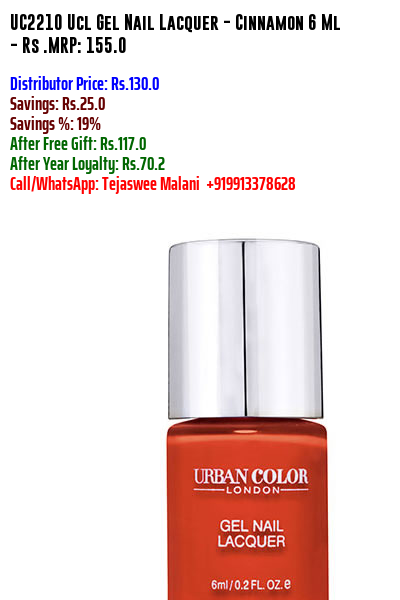 UC2210 Ucl Gel Nail Lacquer - Cinnamon 6 Ml
- Rs .MRP: 155.0
Distributor Price: Rs.130.0
Savings: Rs.25.0
Savings %: 19%
After Free Gift: Rs.117.0
After Year Loyalty: Rs.70.2
Call/WhatsApp: Tejaswee Malani +919913378628
URBAN COLOR
LONDON
GEL NAIL
LACQUER
6ml/0.2 FL. OZ. e